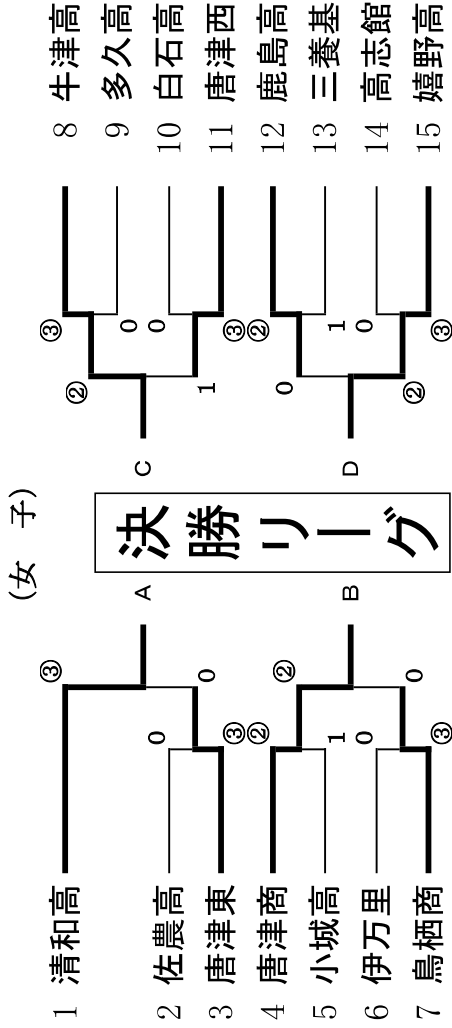 (女 子)
1 清和高 ③ ③ 8 牛津高
②
0 9 多久高
A C
2 佐農高 0 0 10 白石高
0 1
3 唐津東 ③ ③ 11 唐津西
決勝リーグ
4 唐津商 ② ② 12 鹿島高
② 0
5 小城高 1 1 13 三養基
B D
6 伊万里 0 0 14 高志館
0 ②
7 鳥栖商 ③ ③ 15 嬉野高